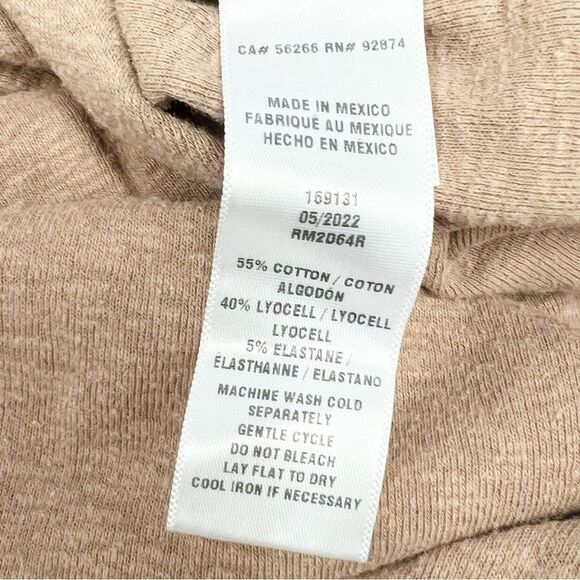 CA# 56266 RN# 92874
MADE IN MEXICO
FABRIQUÉ AU MEXIQUE
HECHO EN MÉXICO
169131
05/2022
RM2064R
55% COTTON / COTON
ALGODÓN
40% LYOCELL / LYOCELL
LYOCELL
5% ELASTANE /
ÉLASTHANNE / ELASTANO
MACHINE WASH COLD
SEPARATELY
GENTLE CYCLE
DO NOT BLEACH
LAY FLAT TO DRY
COOL IRON IF NECESSARY